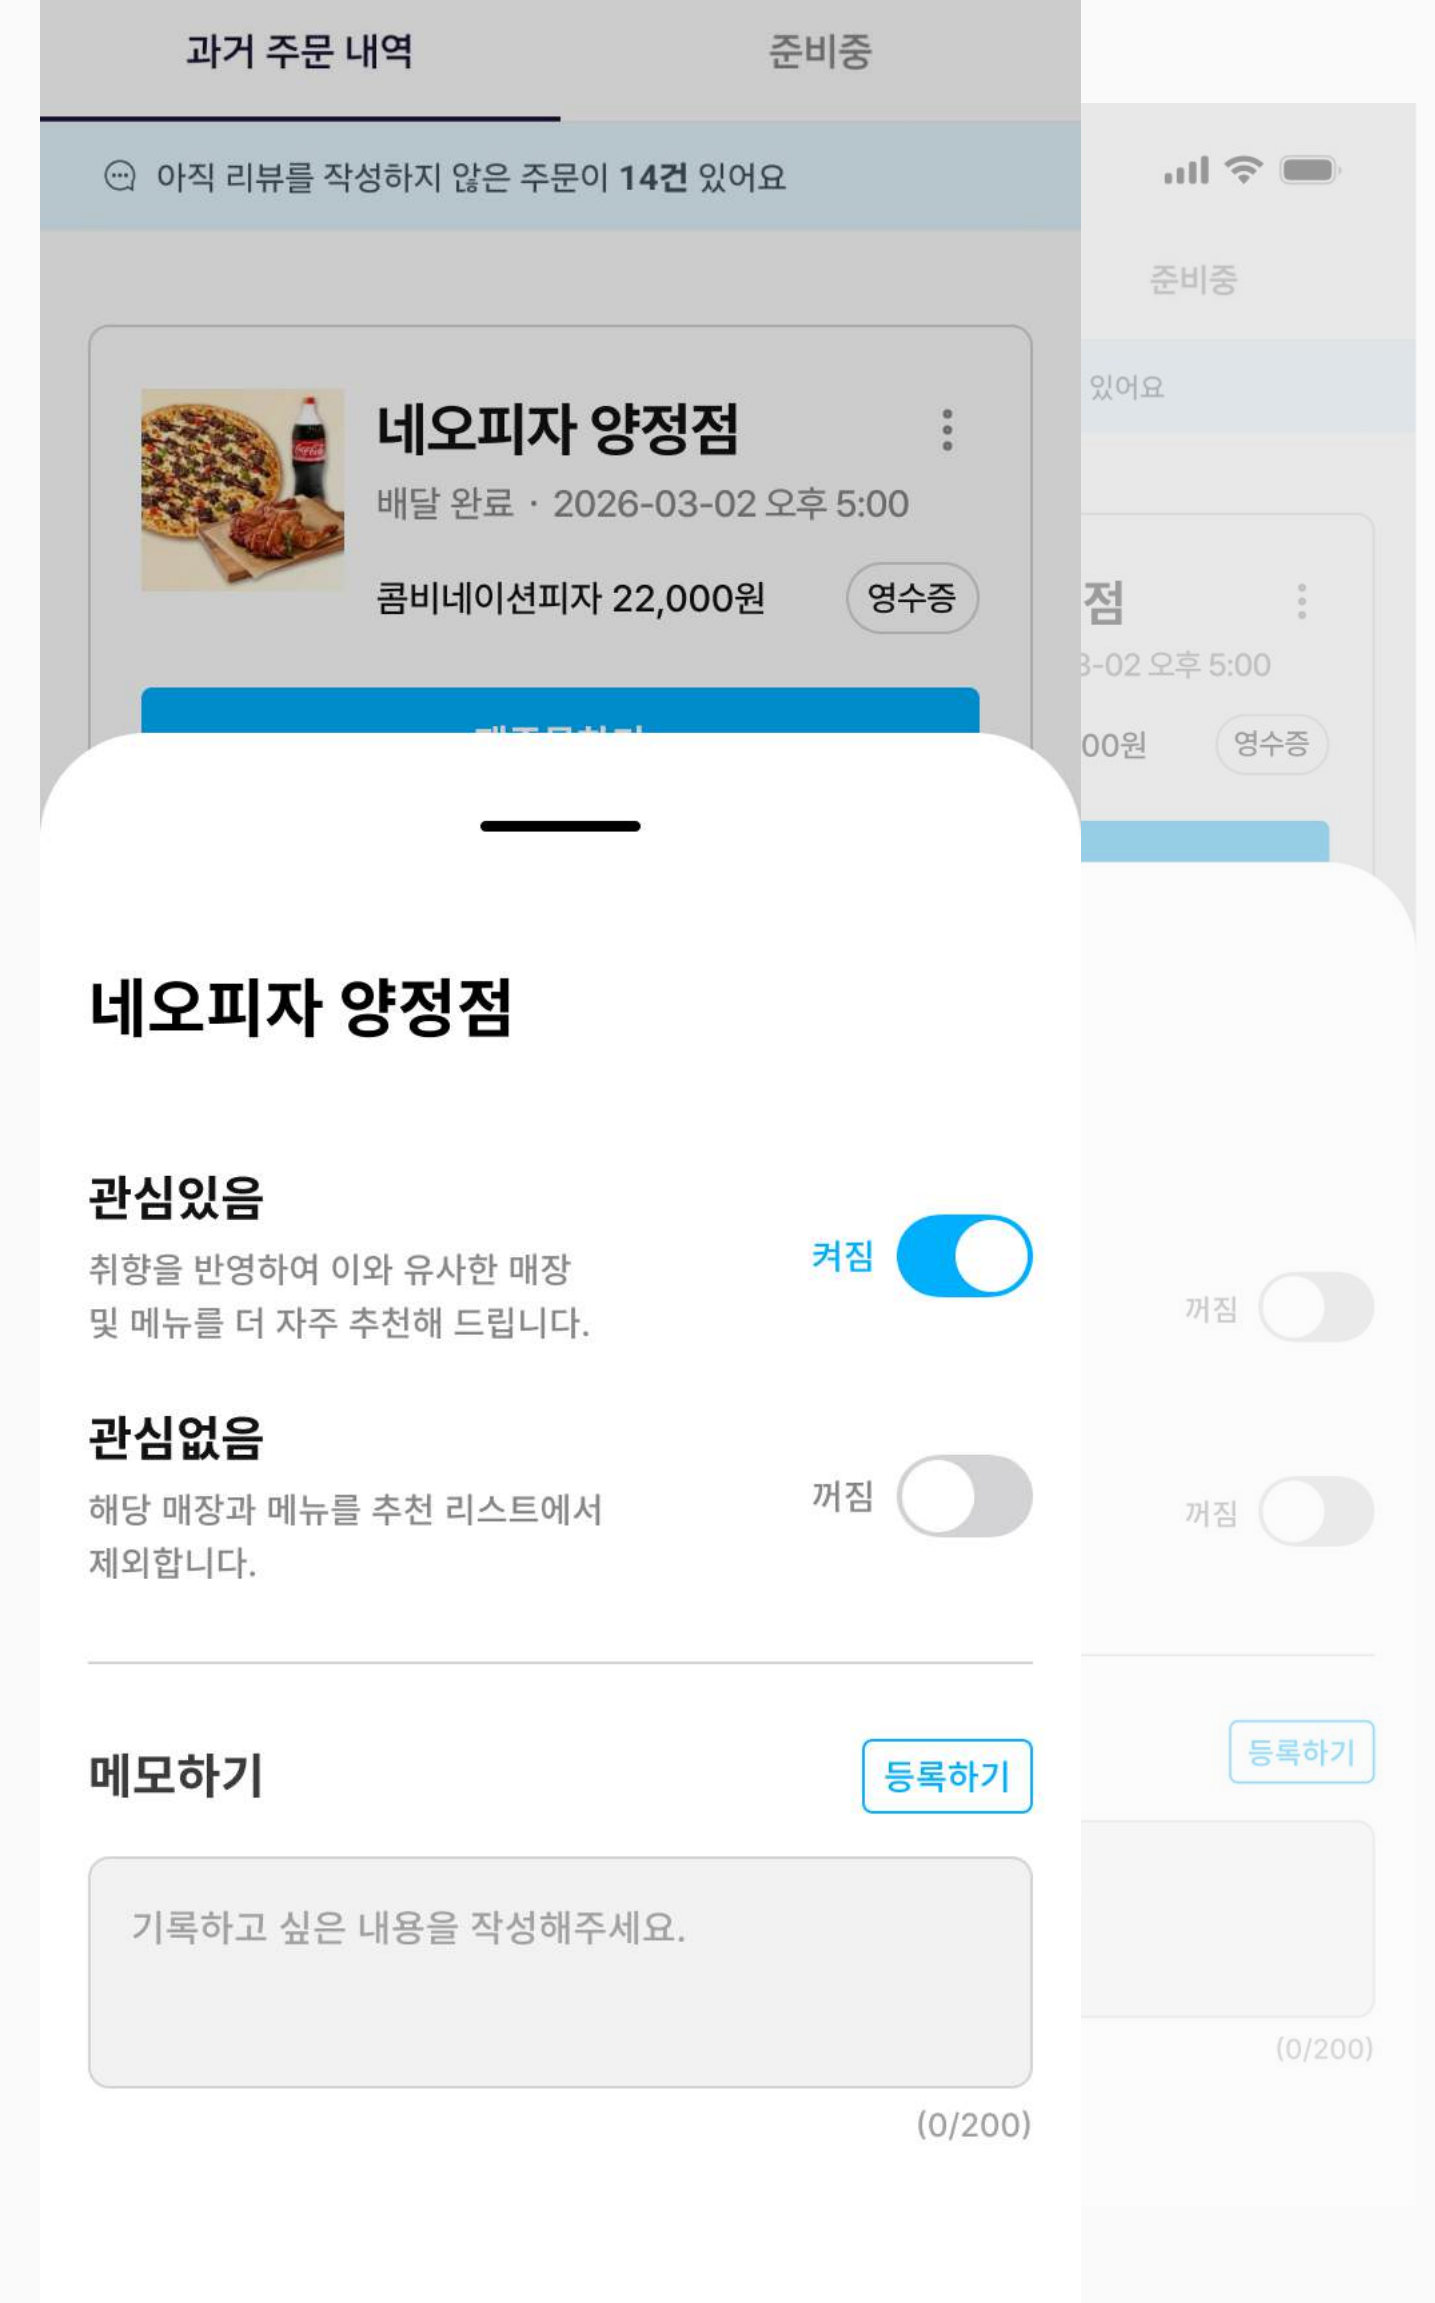 과거 주문 내역
준비중
아직 리뷰를 작성하지 않은 주문이 14건 있어요
네오피자 양정점
배달 완료 · 2026-03-02 오후 5:00
콤비네이션피자 22,000원
영수증
네오피자 양정점
관심있음
취향을 반영하여 이와 유사한 매장
및 메뉴를 더 자주 추천해 드립니다.
켜짐
관심없음
해당 매장과 메뉴를 추천 리스트에서
제외합니다.
꺼짐
메모하기
등록하기
기록하고 싶은 내용을 작성해주세요.
(0/200)
준비중
있어요
점
3-02 오후 5:00
00원
영수증
꺼짐
꺼짐
등록하기
(0/200)